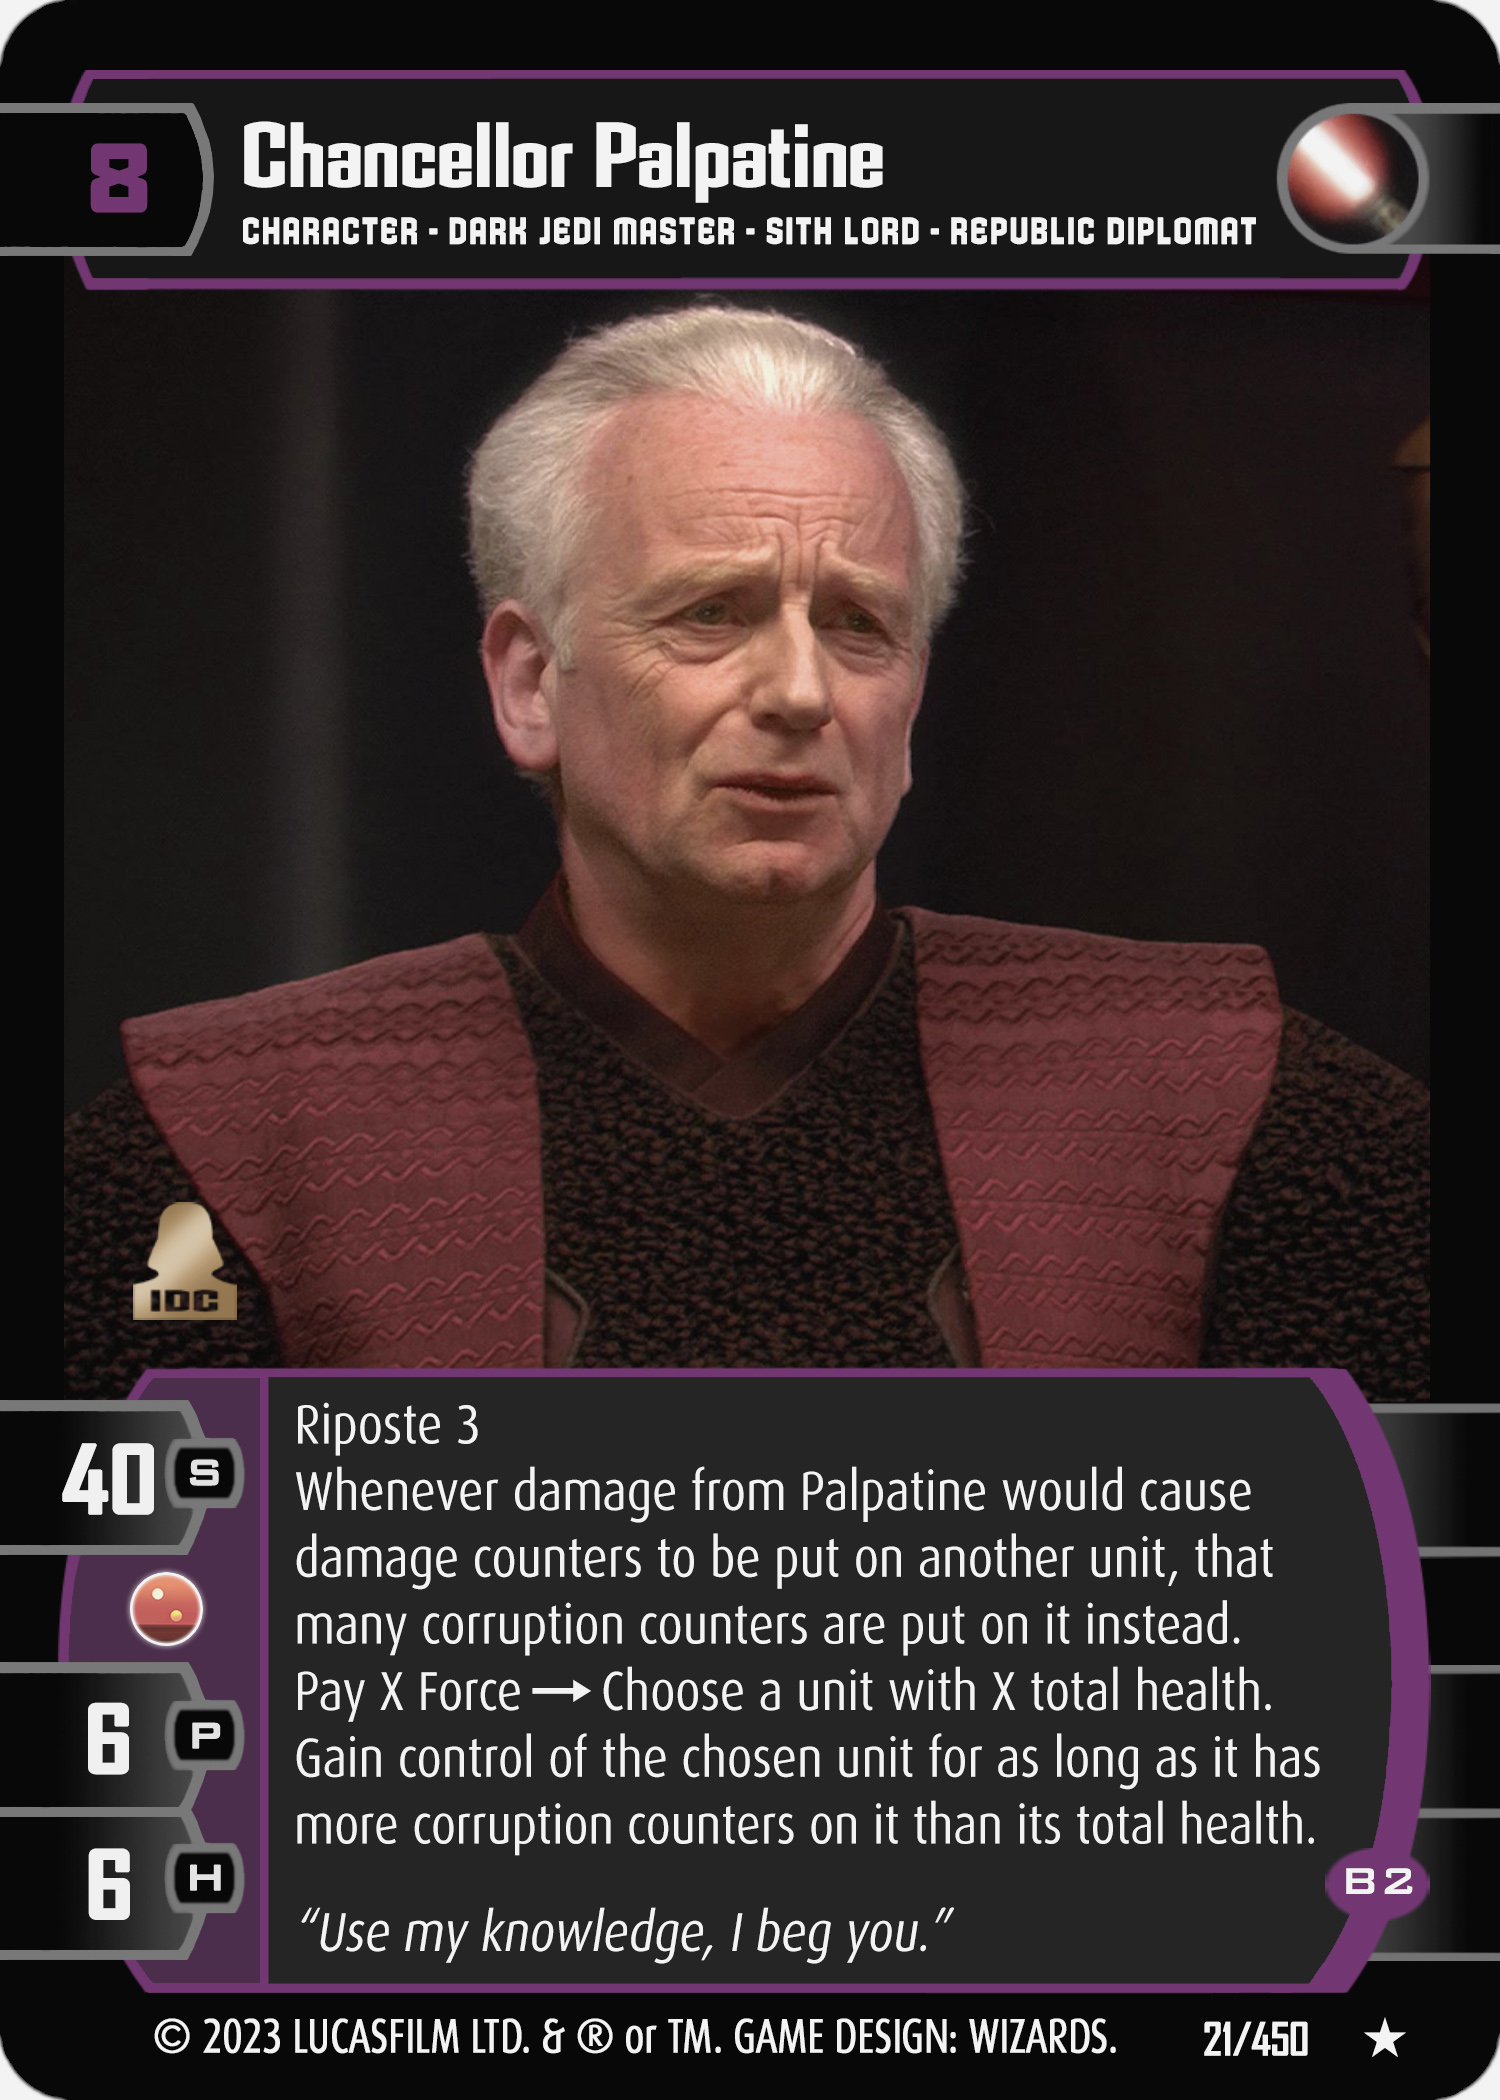 8
Chancellor Palpatine
CHARACTER - DARK JEDI MASTER - SITH LORD - REPUBLIC DIPLOMAT
IDC
40 S
6 P
6 H
Riposte 3
Whenever damage from Palpatine would cause
damage counters to be put on another unit, that
many corruption counters are put on it instead.
Pay X Force → Choose a unit with X total health.
Gain control of the chosen unit for as long as it has
more corruption counters on it than its total health.
B2
“Use my knowledge, I beg you.”
© 2023 LUCASFILM LTD. & ® or TM. GAME DESIGN: WIZARDS.
21/450